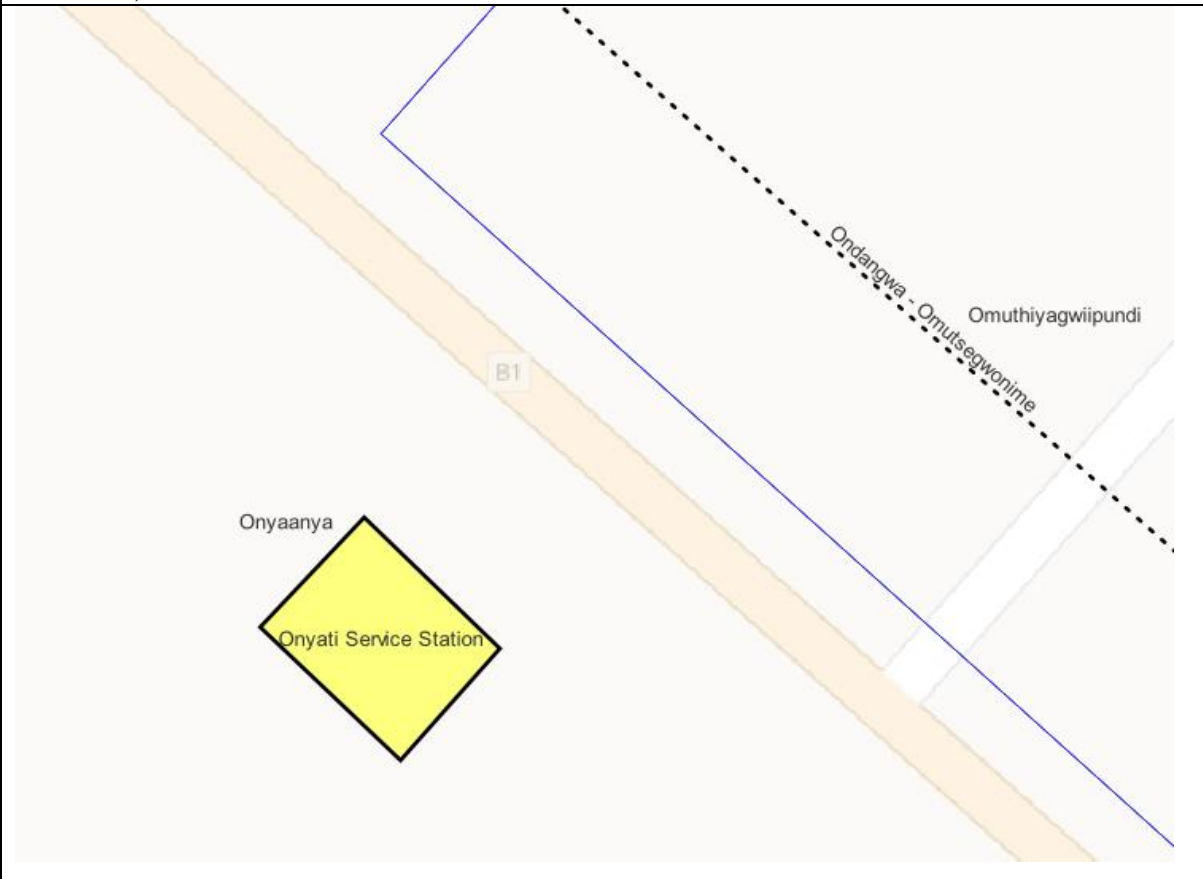 Ondangwa - Omutsegwonime
Omuthiyagwiipundi
B1
Onyaanya
Onyati Service Station